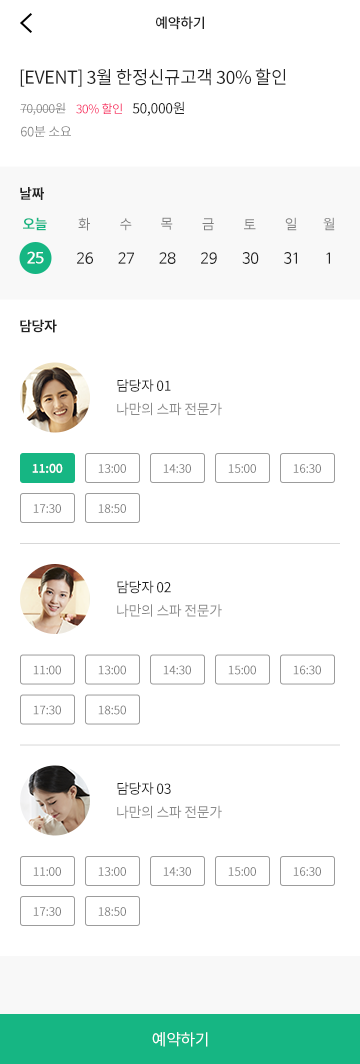 예약하기
[EVENT] 3월 한정신규고객 30% 할인
70,000원 30% 할인 50,000원
60분 소요
날짜
오늘 화 수 목 금 토 일 월
25 26 27 28 29 30 31 1
담당자
담당자 01
나만의 스파 전문가
11:00 13:00 14:30 15:00 16:30
17:30 18:50
담당자 02
나만의 스파 전문가
11:00 13:00 14:30 15:00 16:30
17:30 18:50
담당자 03
나만의 스파 전문가
11:00 13:00 14:30 15:00 16:30
17:30 18:50
예약하기